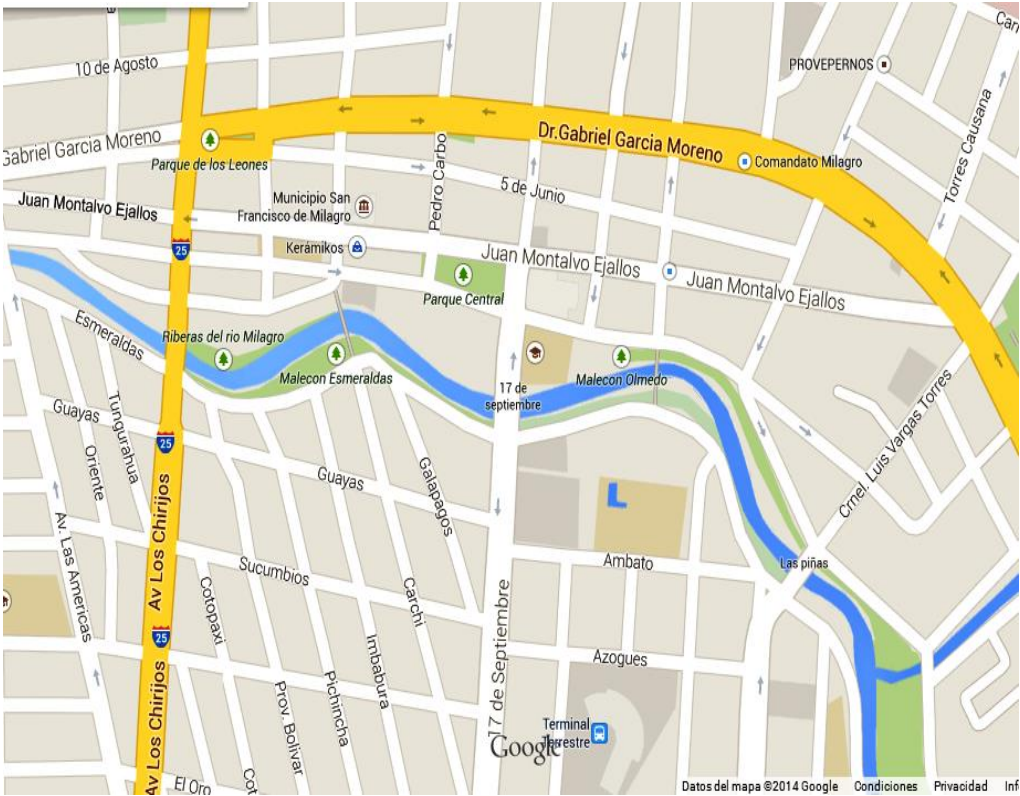 Carr
10 de Agosto
PROVEPERNOS
Gabriel Garcia Moreno
Parque de los Leones
Dr.Gabriel Garcia Moreno
Comandato Milagro
Torres Causana
Pedro Carbo
5 de Junio
Juan Montalvo Ejallos
Municipio San
Francisco de Milagro
Kerámikos
25
Juan Montalvo Ejallos
Juan Montalvo Ejallos
Parque Central
Esmeraldas
Riberas del rio Milagro
Malecon Esmeraldas
17 de
septiembre
Malecon Olmedo
Crnel. Luis Vargas Torres
Guayas
Tungurahua
Oriente
25
Guayas
Galapagos
Av. Las Americas
Av Los Chirijos
Sucumbios
Ambato
Las piñas
Cotopaxi
Carchi
Imbabura
17 de Septiembre
25
Azogues
Av Los Chirijos
Prov. Bolivar
Pichincha
Terminal
Terrestre
Google
El Oro
Cot
Datos del mapa ©2014 Google Condiciones Privacidad Inf